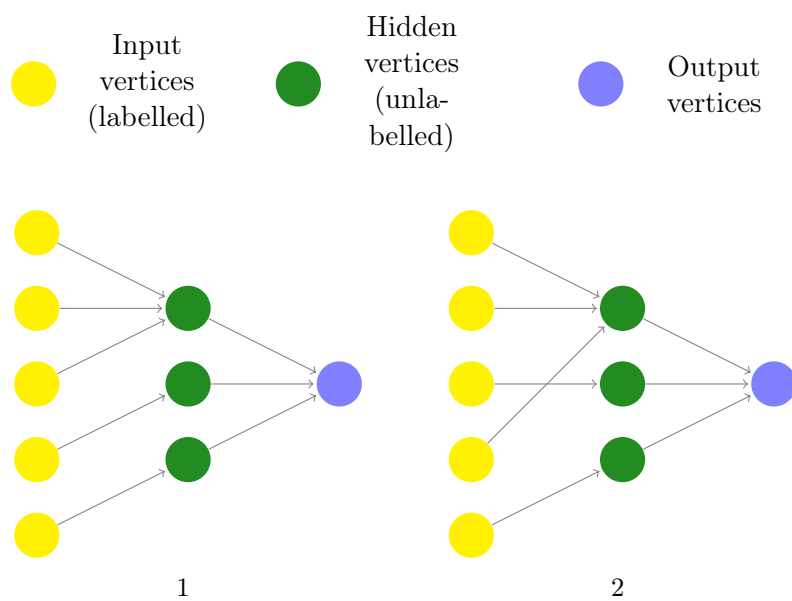 Input
vertices
(labelled)
Hidden
vertices
(unla-
belled)
Output
vertices
1
2